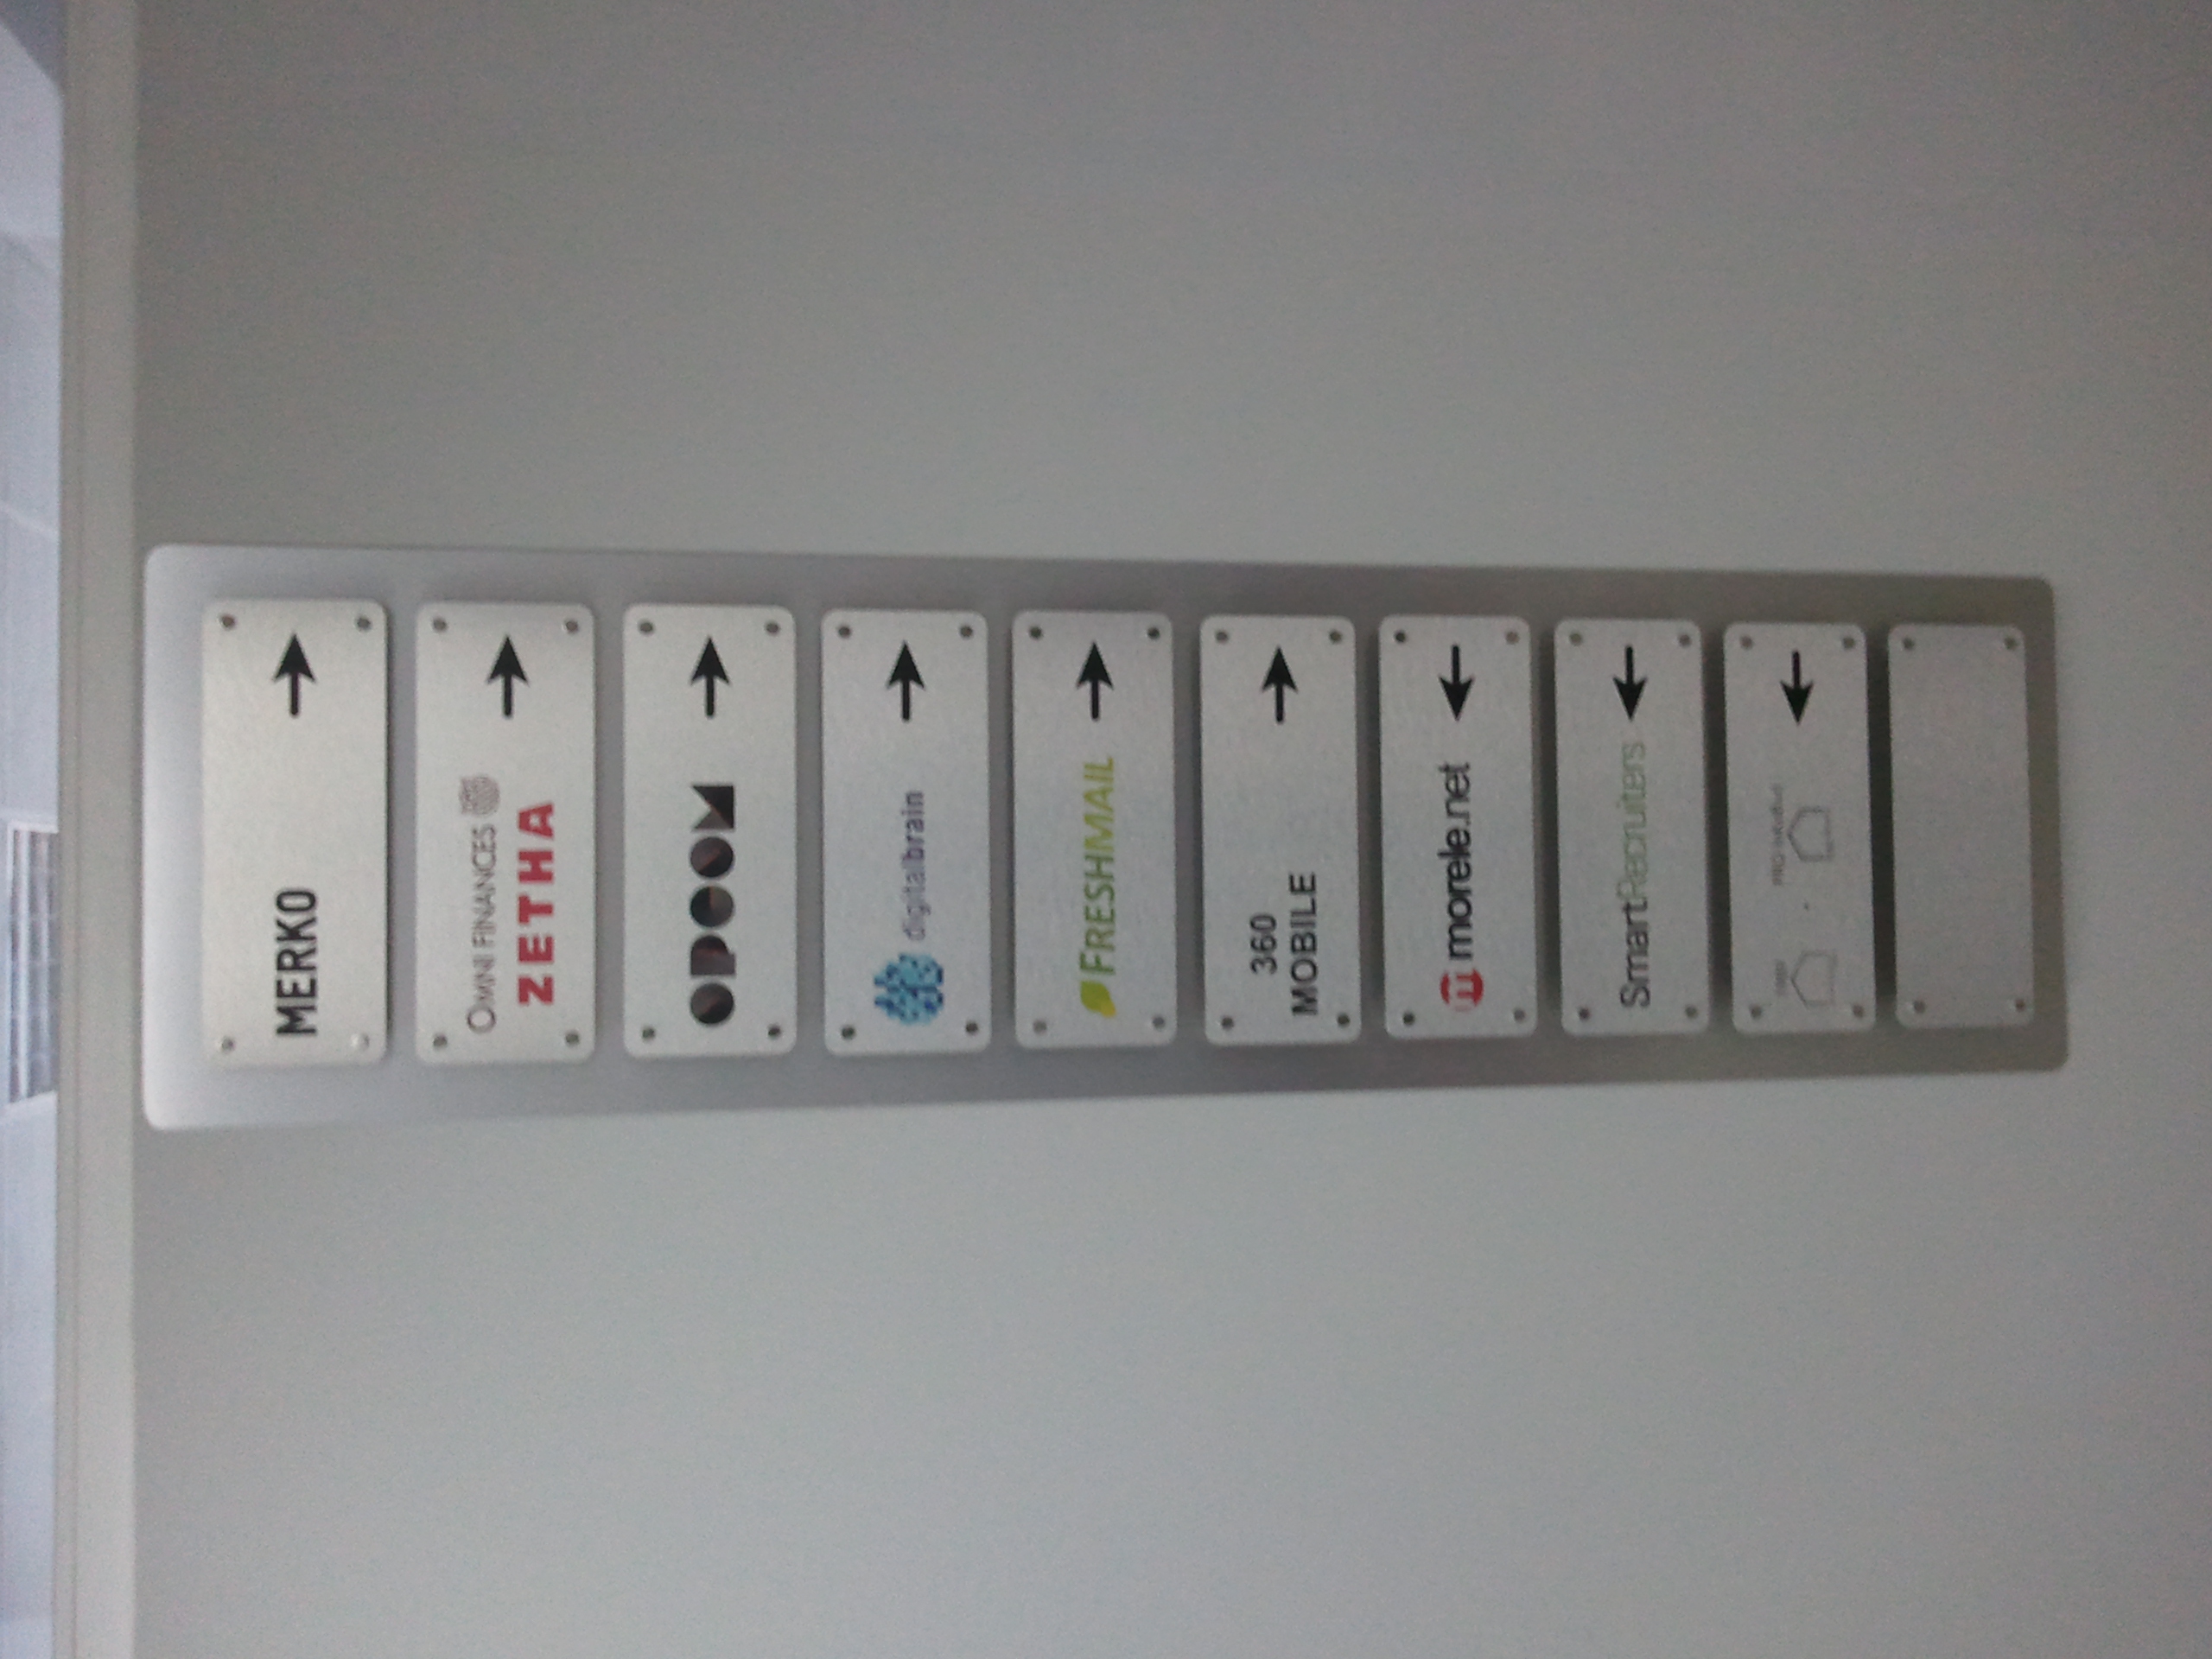 MERKO
OMNI FINANCES
ZETHA
OPCOM
digitalbrain
FRESHMAIL
360
MOBILE
m morele.net
SmartRecruiters